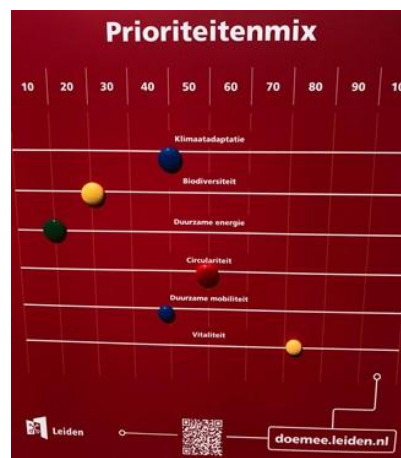 Prioriteitenmix
10 20 30 40 50 60 70 80 90 10
Klimaatadaptatie
Biodiversiteit
Duurzame energie
Circulariteit
Duurzame mobiliteit
Vitaliteit
Leiden
doemee.leiden.nl